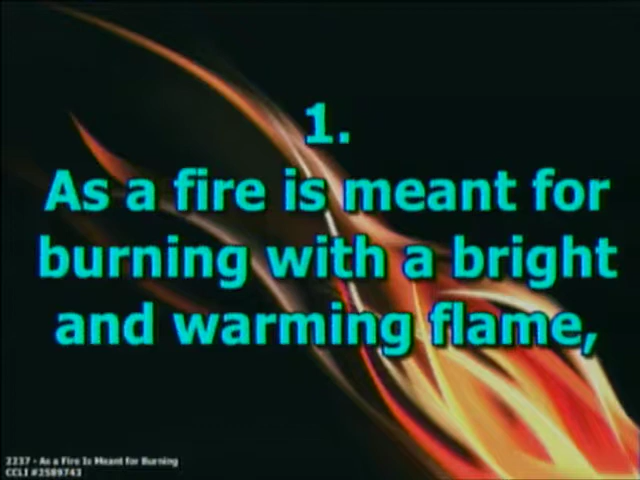 1.
As a fire is meant for
burning with a bright
and warming flame,
2237 - As a Fire Is Meant for Burning
CCLI #2589743